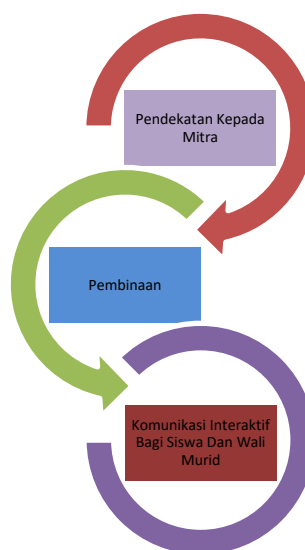 Pendekatan Kepada
Mitra
Pembinaan
Komunikasi Interaktif
Bagi Siswa Dan Wali
Murid